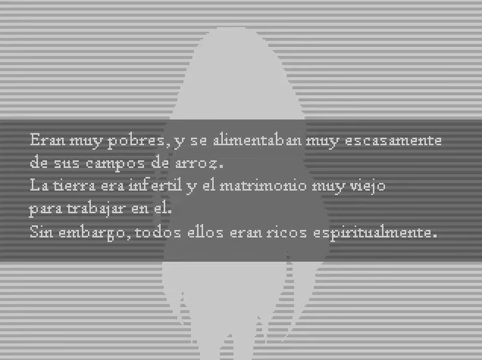 Eran muy pobres, y se alimentaban muy escasamente
de sus campos de arroz.
La tierra era infertil y el matrimonio muy viejo
para trabajar en el.
Sin embargo, todos ellos eran ricos espiritualmente.